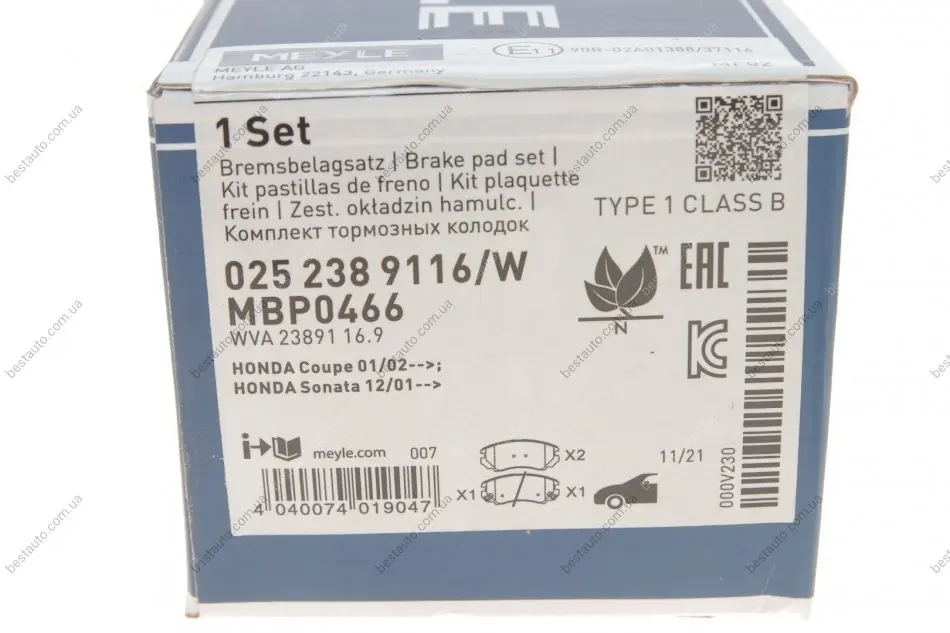 E
MEYLE
MEYLE AG
Hamburg 22143, Germany
E11 90R-02A01388/37116
1 Set
Bremsbelagsatz | Brake pad set |
Kit pastillas de freno | Kit plaquette
frein | Zest. okładzin hamulc. |
Комплект тормозных колодок
TYPE 1 CLASS B
025 238 9116/W
MBP0466
WVA 23891 16.9
HONDA Coupe 01/02-->;
HONDA Sonata 12/01-->
TM
N
EAC
KC
meyle.com 007
X2
X1 X1
11/21
000V230
4 040074 019047
bestauto.com.ua